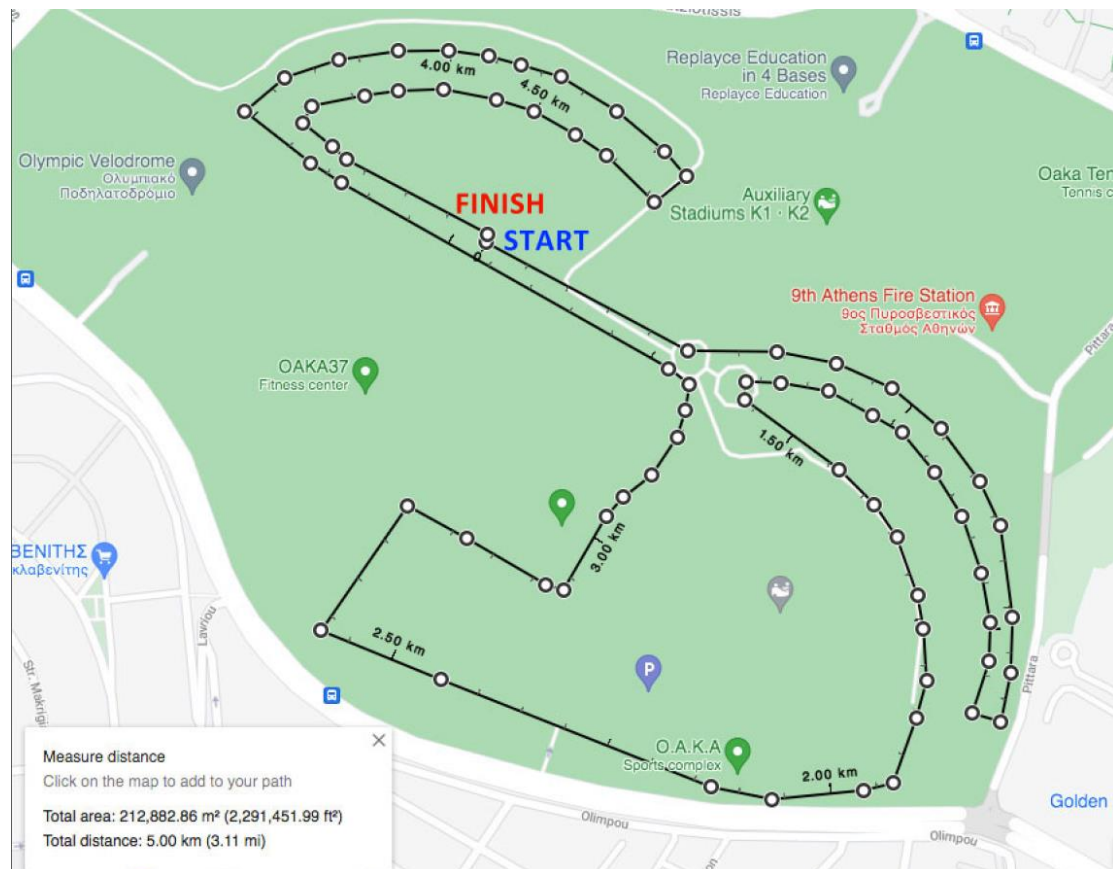 Replayce Education
in 4 Bases
Replayce Education
4.00 km
4.50 km
Olympic Velodrome
Ολυμπιακό
Ποδηλατοδρόμιο
Oaka Ten
Tennis c
Auxiliary
Stadiums K1 · K2
FINISH
START
0
9th Athens Fire Station
9ος Πυροσβεστικός
Σταθμός Αθηνών
Pittara
OAKA37
Fitness center
1.50 km
3.00 km
ΒΕΝΙΤΗΣ
κλαβενίτης
Lavriou
2.50 km
P
Pittara
Str. Makrigia
O.A.K.A
Sports complex
2.00 km
Golden
Olimpou
Olimpou
Measure distance
Click on the map to add to your path
Total area: 212,882.86 m² (2,291,451.99 ft²)
Total distance: 5.00 km (3.11 mi)